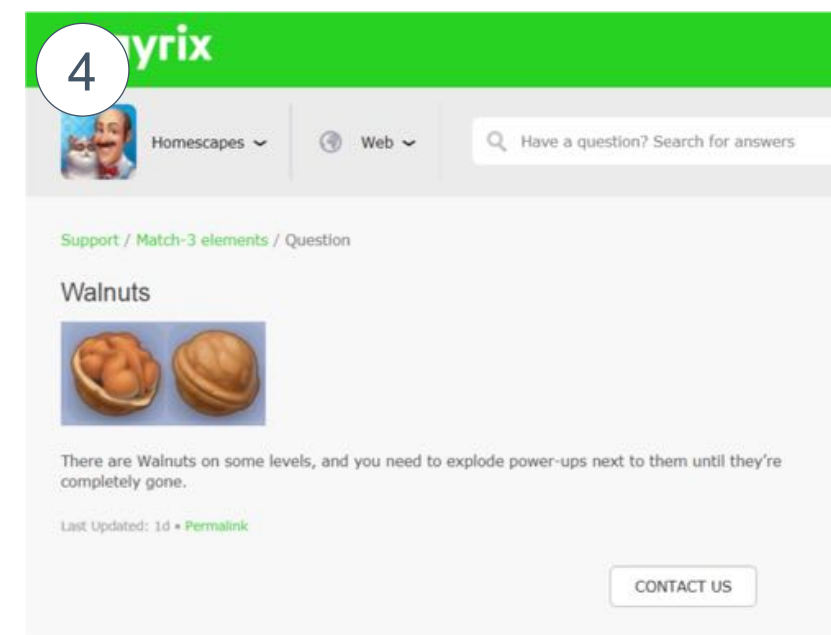 4
yrix
Homescapes
Web
Have a question? Search for answers
Support / Match-3 elements / Question
Walnuts
There are Walnuts on some levels, and you need to explode power-ups next to them until they're
completely gone.
Last Updated: 1d • Permalink
CONTACT US